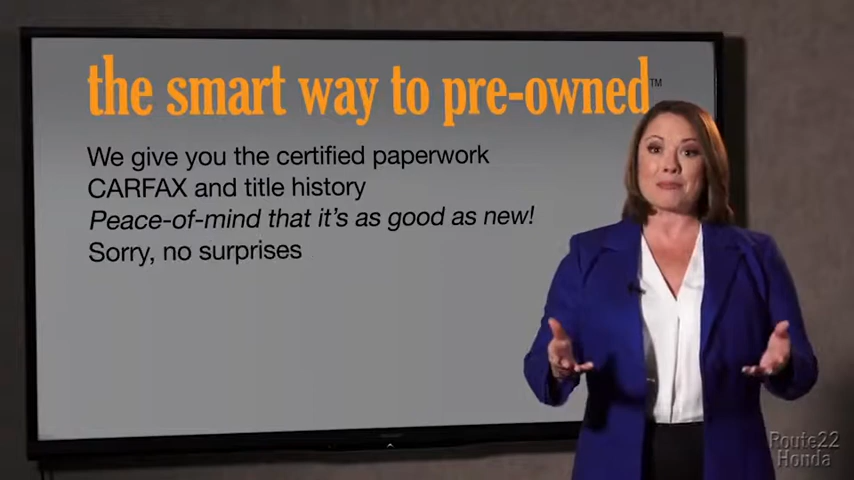 the smart way to pre-owned™
We give you the certified paperwork
CARFAX and title history
Peace-of-mind that it's as good as new!
Sorry, no surprises
Route22
Honda